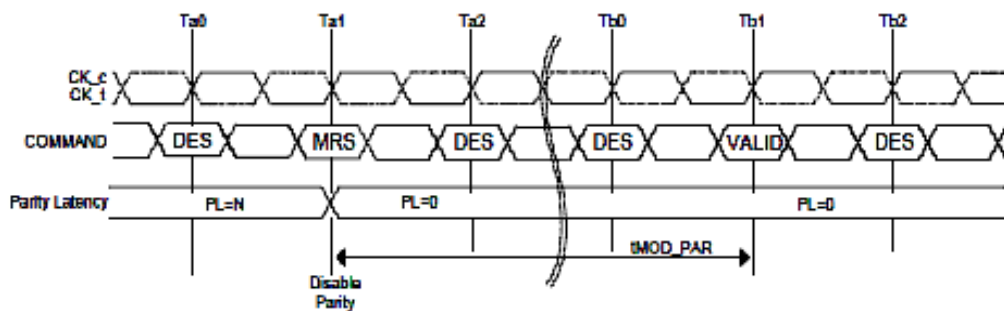 Ta0 Ta1 Ta2 Tb0 Tb1 Tb2
CK_c
CK_t
COMMAND DES MRS DES DES VALID DES
Parity Latency PL=N PL=0 PL=0
tMOD_PAR
Disable
Parity